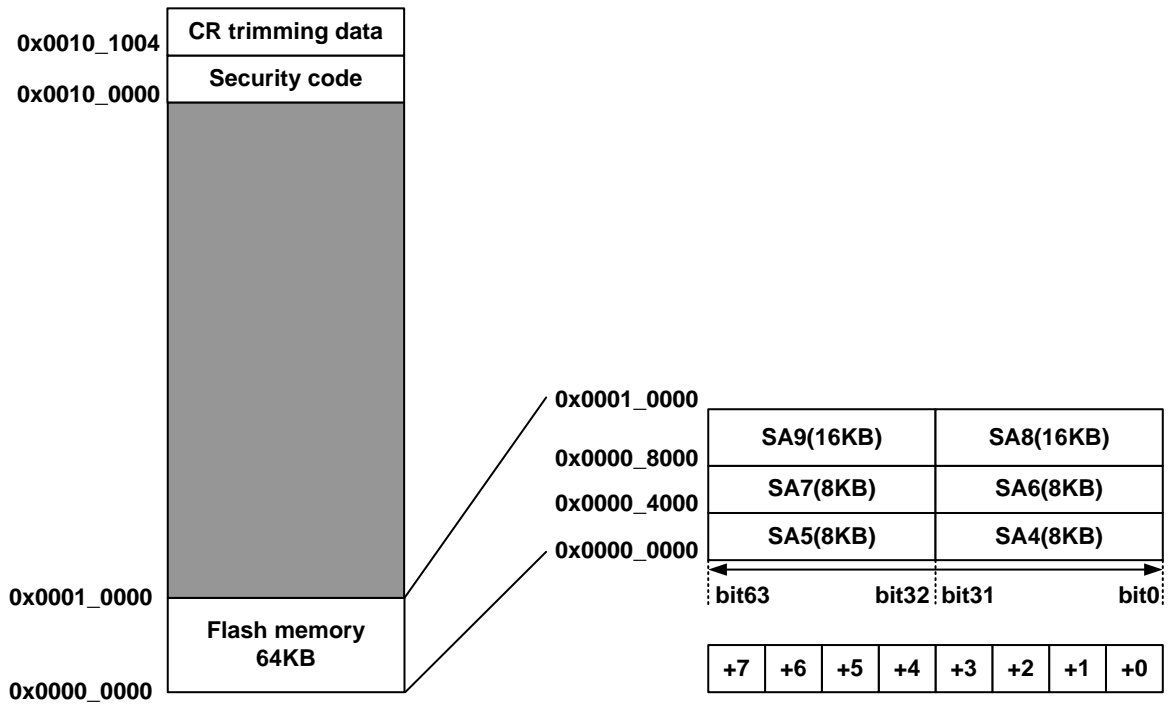 0x0010_1004
CR trimming data
0x0010_0000
Security code
0x0001_0000
Flash memory
64KB
0x0000_0000
0x0001_0000
0x0000_8000
0x0000_4000
0x0000_0000
SA9(16KB) SA8(16KB)
SA7(8KB) SA6(8KB)
SA5(8KB) SA4(8KB)
bit63 bit32 bit31 bit0
+7 +6 +5 +4 +3 +2 +1 +0